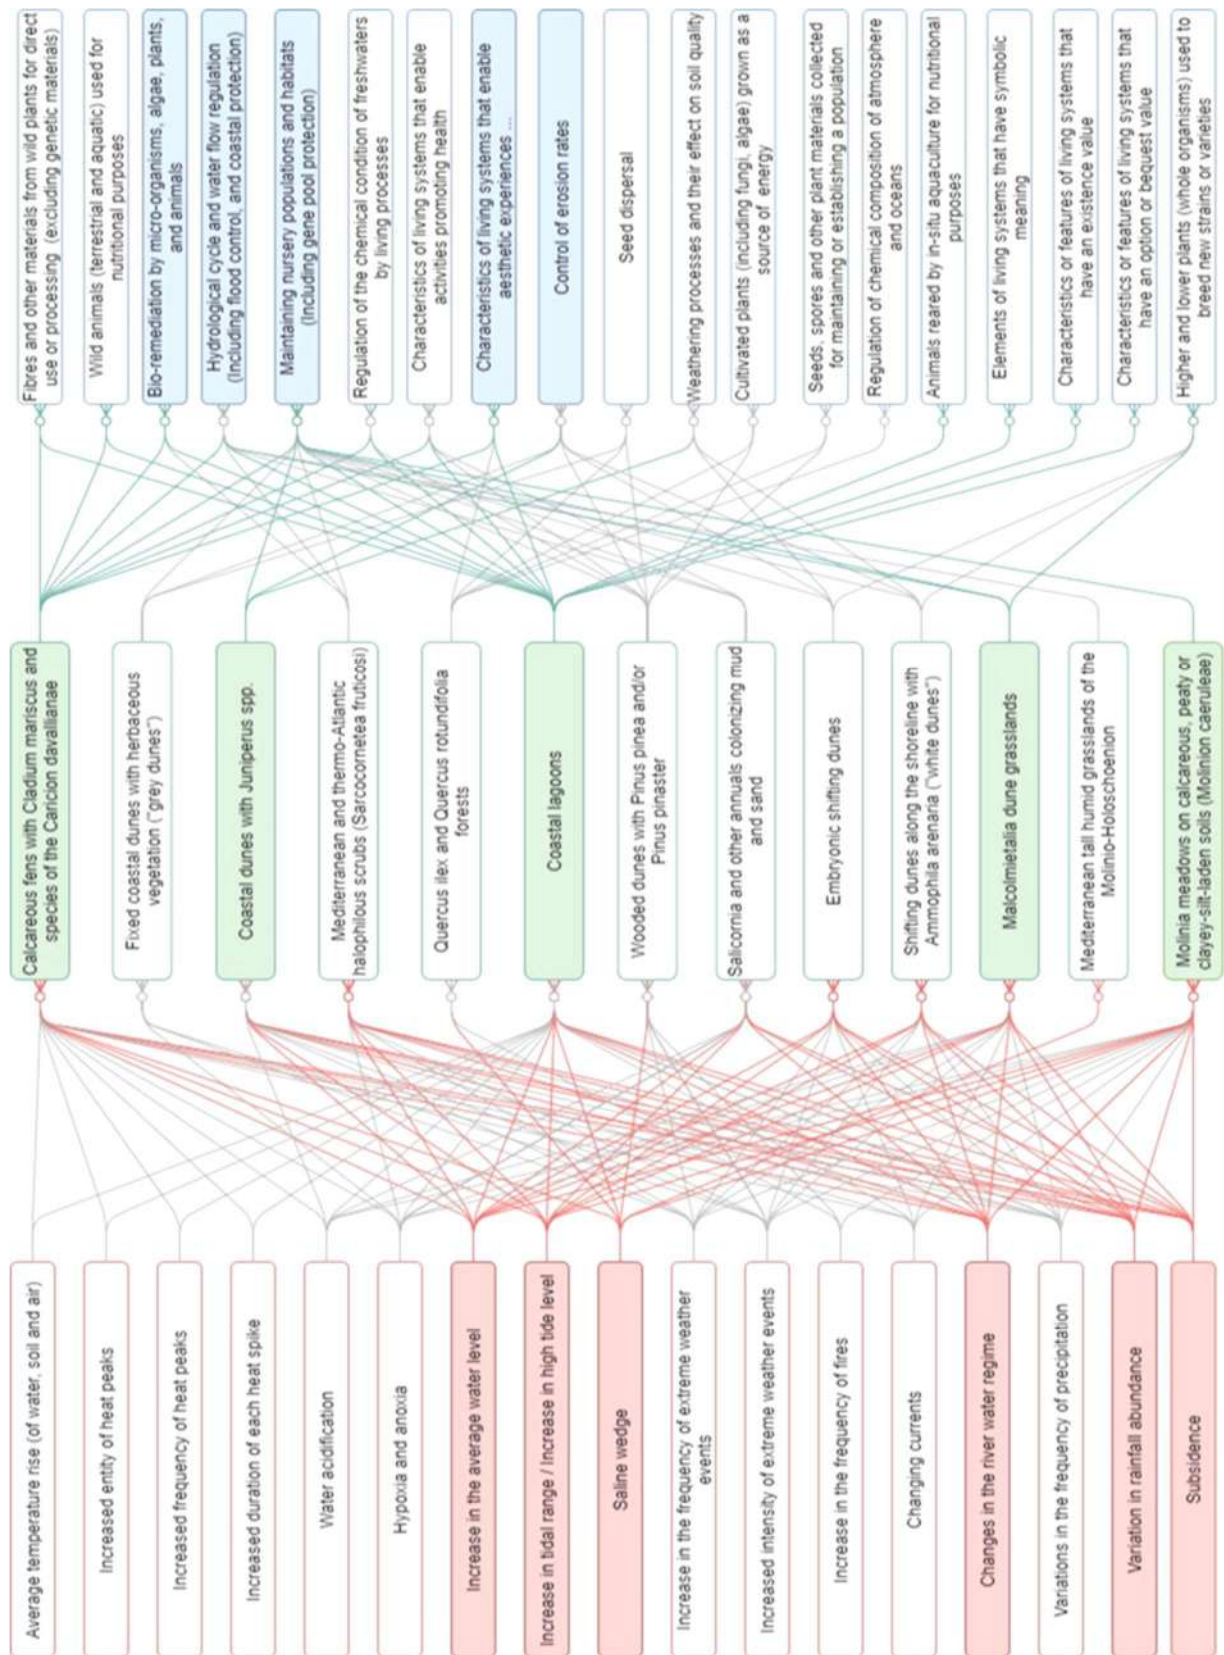 Average temperature rise (of water, soil and air)
Increased entity of heat peaks
Increased frequency of heat peaks
Increased duration of each heat spike
Water acidification
Hypoxia and anoxia
Increase in the average water level
Increase in tidal range / Increase in high tide level
Saline wedge
Increase in the frequency of extreme weather
events
Increased intensity of extreme weather events
Increase in the frequency of fires
Changing currents
Changes in the river water regime
Variations in the frequency of precipitation
Variation in rainfall abundance
Subsidence
Calcareous fens with Cladium mariscus and
species of the Caricion davallianae
Fixed coastal dunes with herbaceous
vegetation ("grey dunes")
Coastal dunes with Juniperus spp.
Mediterranean and thermo-Atlantic
halophilous scrubs (Sarcocornetea fruticosi)
Quercus ilex and Quercus rotundifolia
forests
Coastal lagoons
Wooded dunes with Pinus pinea and/or
Pinus pinaster
Salicornia and other annuals colonizing mud
and sand
Embryonic shifting dunes
Shifting dunes along the shoreline with
Ammophila arenaria ("white dunes")
Malcolmietalia dune grasslands
Mediterranean tall humid grasslands of the
Molinio-Holoschoenion
Molinia meadows on calcareous, peaty or
clayey-silt-laden soils (Molinion caeruleae)
Fibres and other materials from wild plants for direct
use or processing (excluding genetic materials)
Wild animals (terrestrial and aquatic) used for
nutritional purposes
Bio-remediation by micro-organisms, algae, plants,
and animals
Hydrological cycle and water flow regulation
(Including flood control, and coastal protection)
Maintaining nursery populations and habitats
(Including gene pool protection)
Regulation of the chemical condition of freshwaters
by living processes
Characteristics of living systems that enable
activities promoting health
Characteristics of living systems that enable
aesthetic experiences ...
Control of erosion rates
Seed dispersal
Weathering processes and their effect on soil quality
Cultivated plants (including fungi, algae) grown as a
source of energy
Seeds, spores and other plant materials collected
for maintaining or establishing a population
Regulation of chemical composition of atmosphere
and oceans
Animals reared by in-situ aquaculture for nutritional
purposes
Elements of living systems that have symbolic
meaning
Characteristics or features of living systems that
have an existence value
Characteristics or features of living systems that
have an option or bequest value
Higher and lower plants (whole organisms) used to
breed new strains or varieties